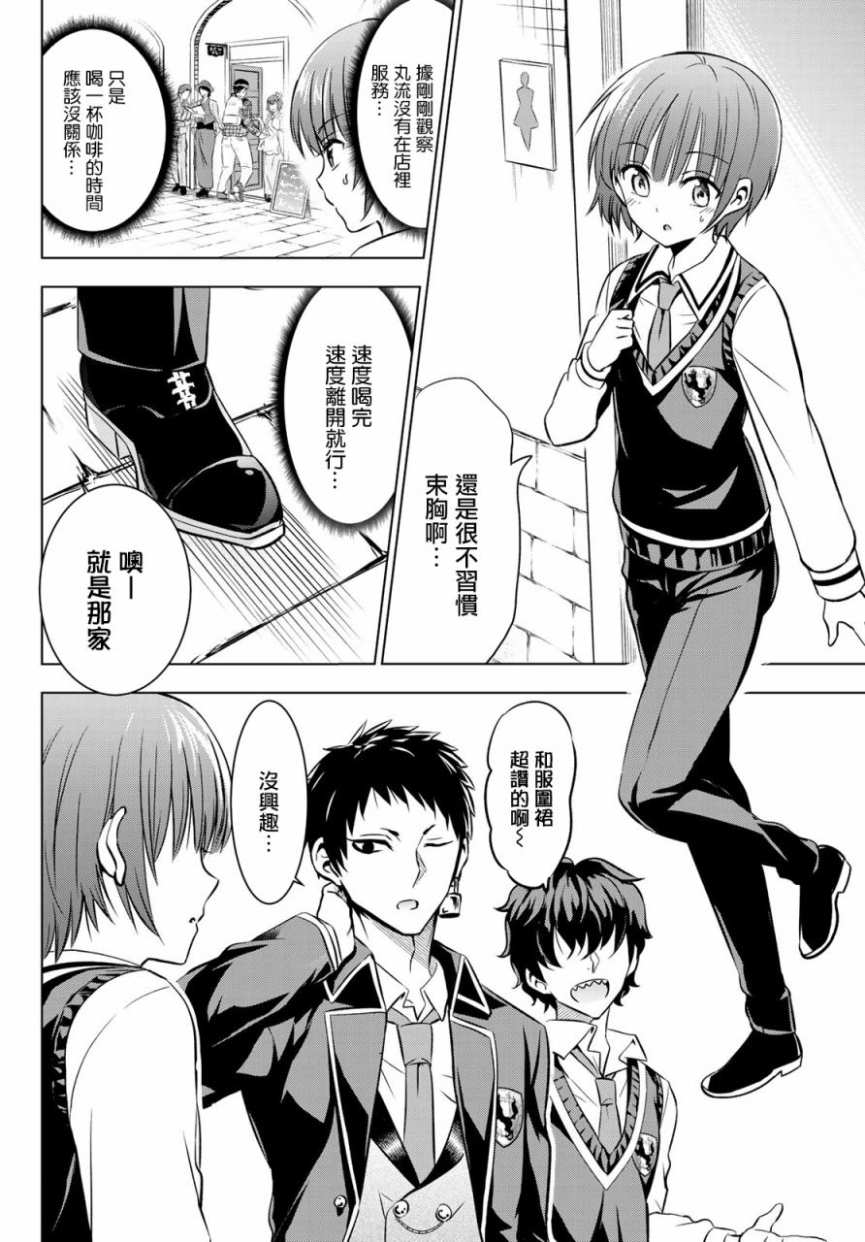 還是很不習慣
束胸啊…
據剛剛觀察
丸流沒有在店裡
服務…
只是
喝一杯咖啡的時間
應該沒關係…
速度喝完
速度離開就行…
噢—
就是那家
和服圍裙
超讚的啊～
沒興趣…